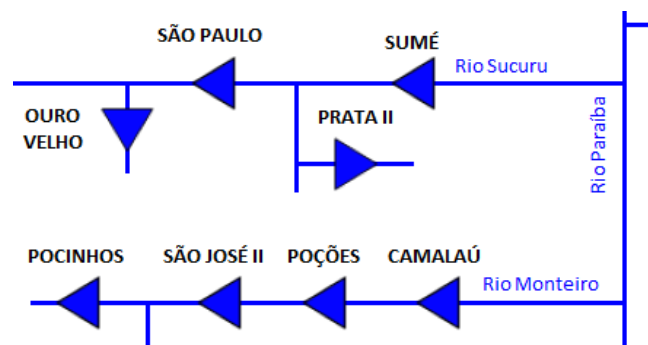 SÃO PAULO
SUMÉ
Rio Sucuru
OURO
VELHO
PRATA II
Rio Paraíba
POCINHOS
SÃO JOSÉ II
POÇÕES
CAMALAÚ
Rio Monteiro